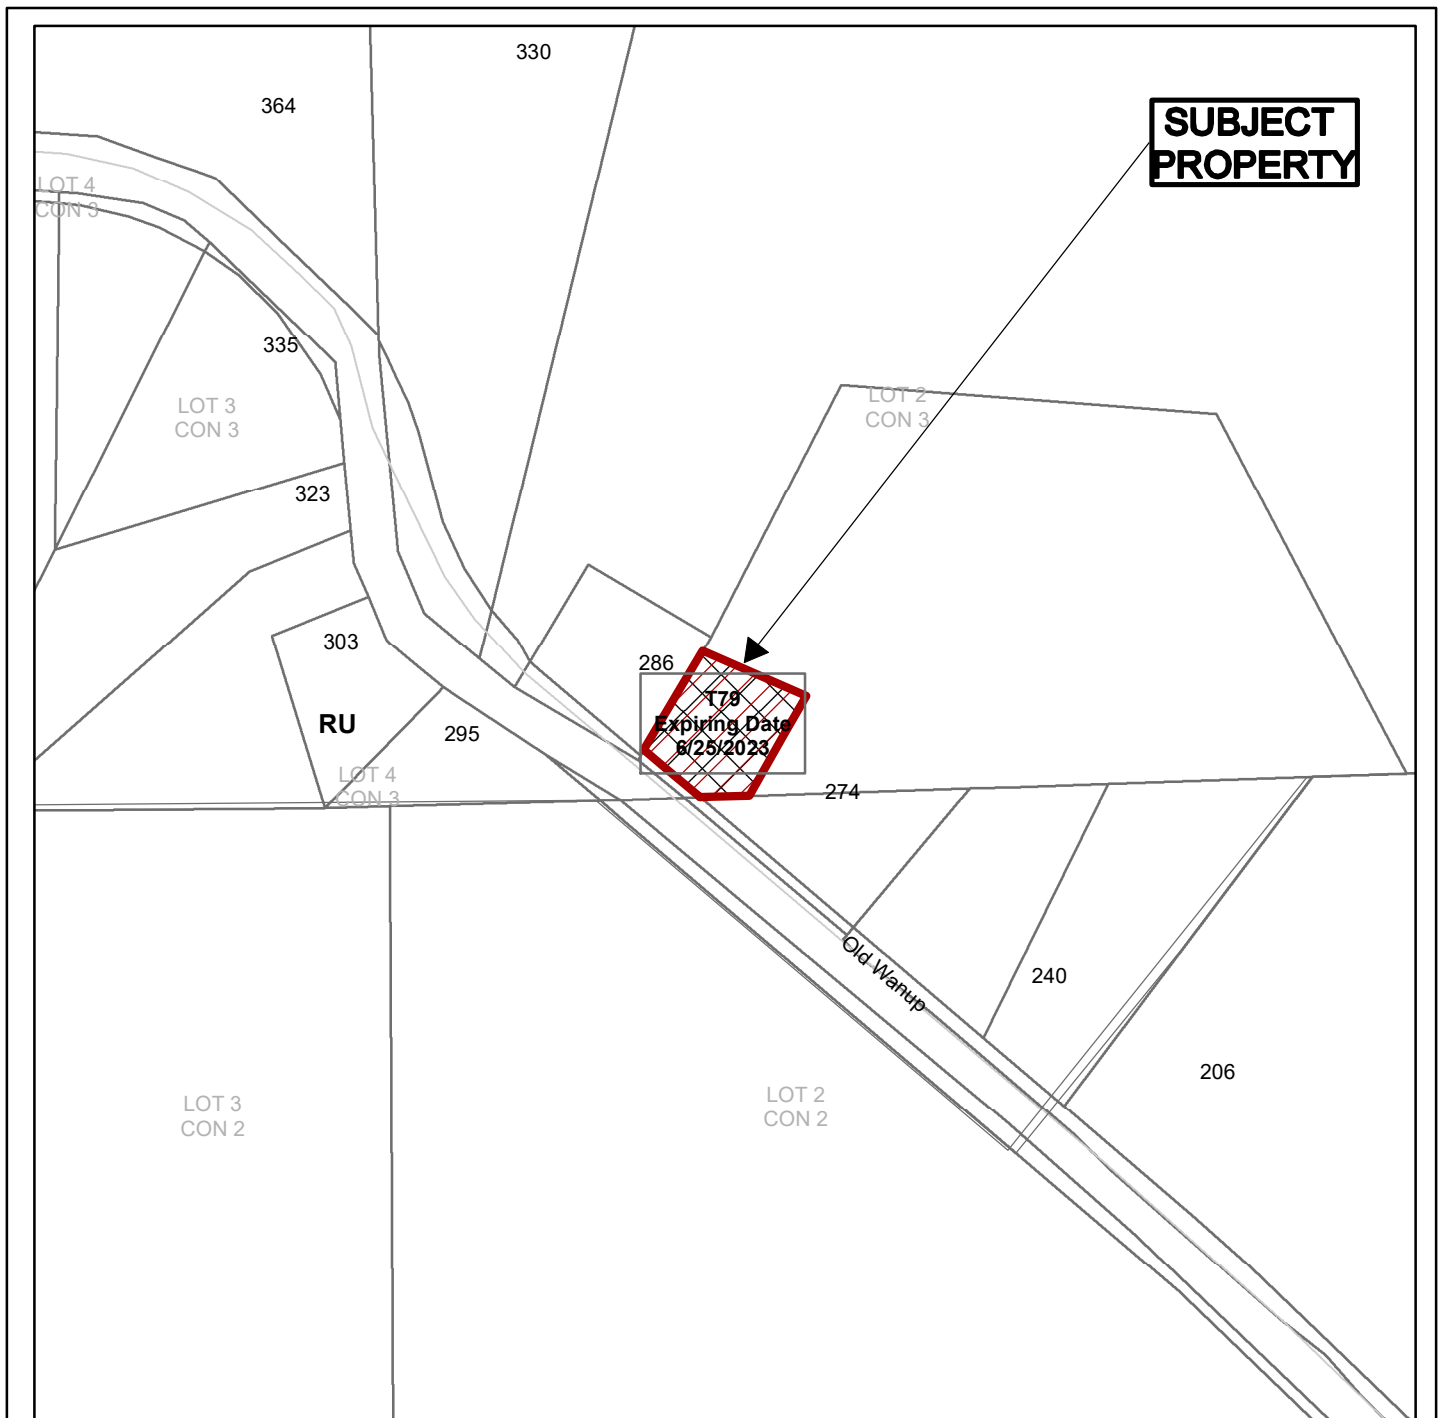 330
364
SUBJECT
PROPERTY
LOT 4
CON 3
335
LOT 3
CON 3
LOT 2
CON 3
323
303
286
RU
295
T79
Expiring Date
6/25/2023
LOT 4
CON 3
274
Old Wanup
240
206
LOT 3
CON 2
LOT 2
CON 2